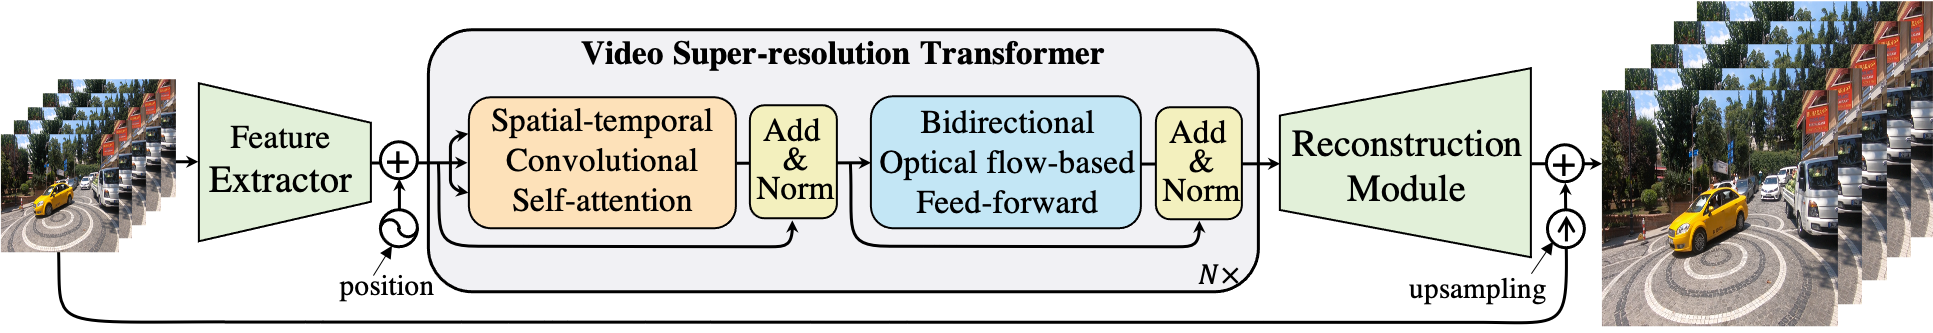 Video Super-resolution Transformer
Feature
Extractor
position
Spatial-temporal
Convolutional
Self-attention
Add
&
Norm
Bidirectional
Optical flow-based
Feed-forward
Add
&
Norm
N×
Reconstruction
Module
upsampling